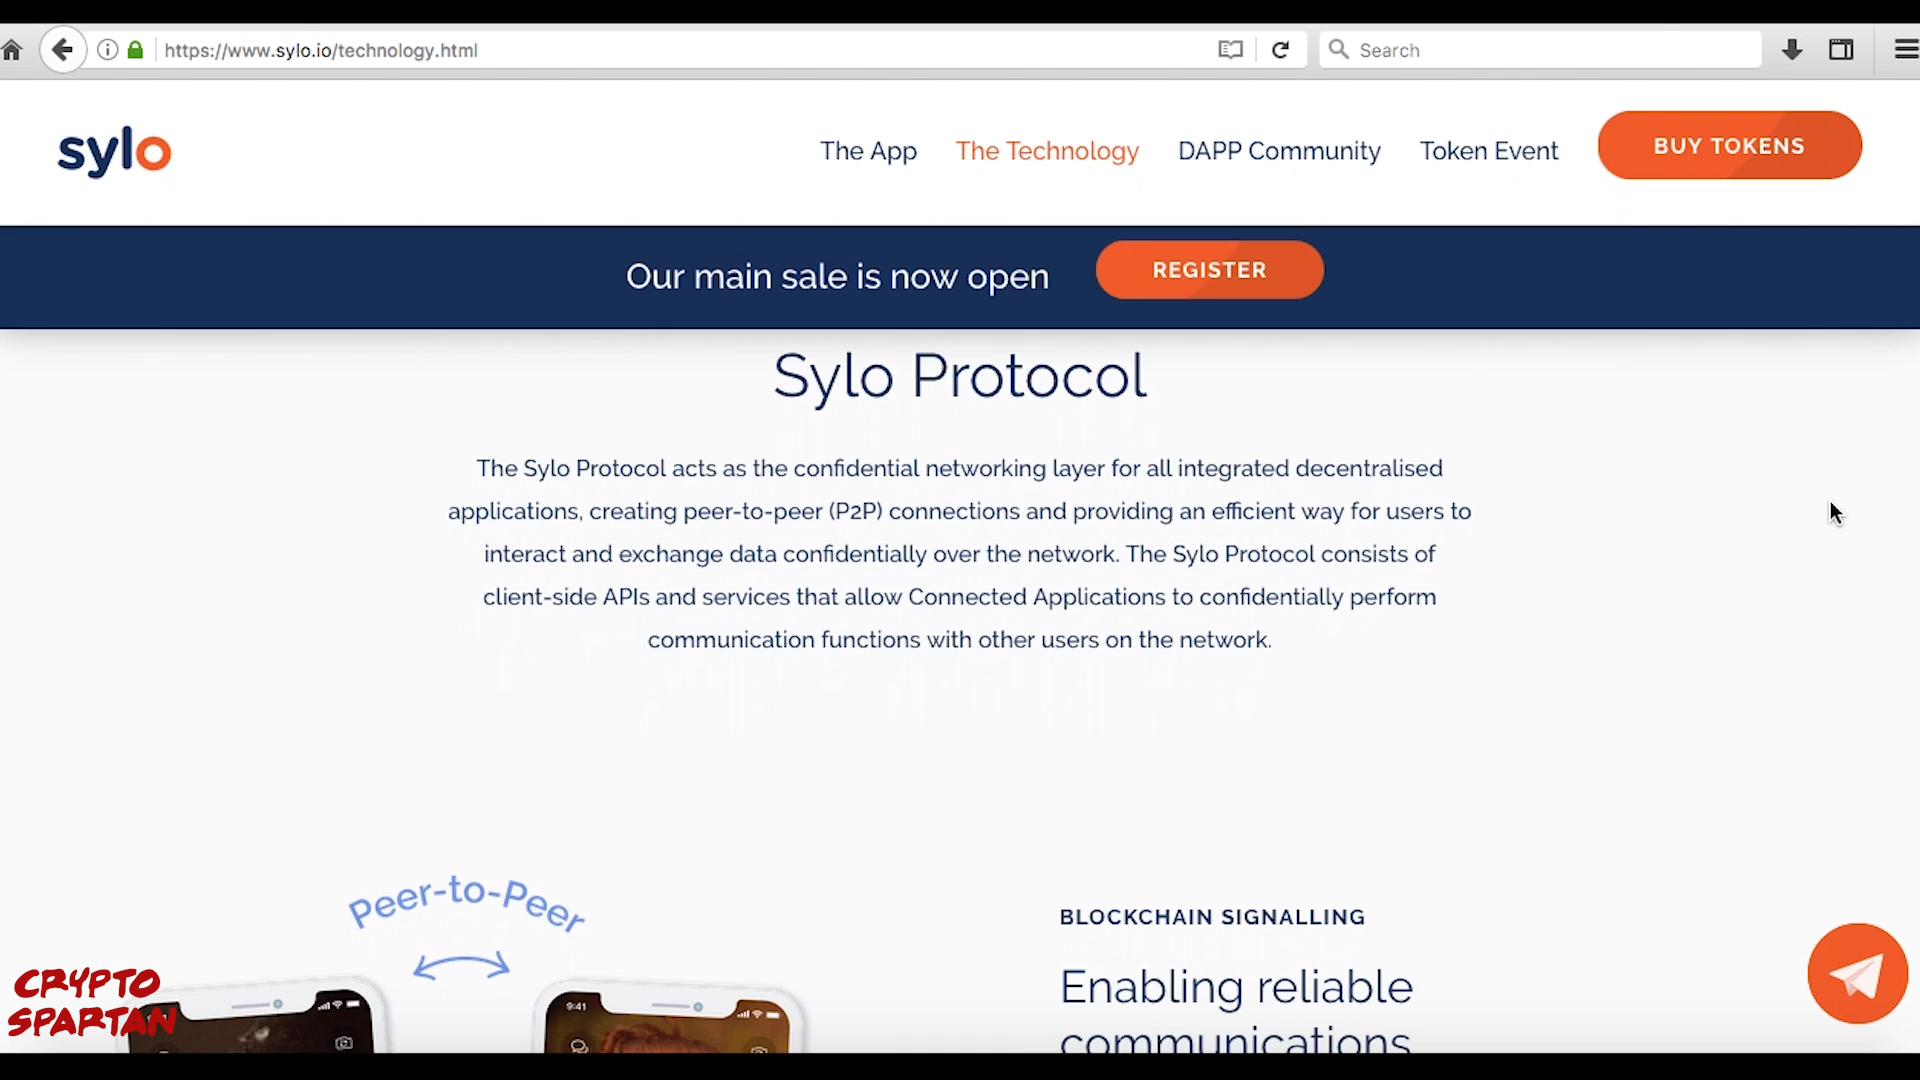 https://www.sylo.io/technology.html
Search
sylo
The App
The Technology
DAPP Community
Token Event
BUY TOKENS
Our main sale is now open
REGISTER
Sylo Protocol
The Sylo Protocol acts as the confidential networking layer for all integrated decentralised
applications, creating peer-to-peer (P2P) connections and providing an efficient way for users to
interact and exchange data confidentially over the network. The Sylo Protocol consists of
client-side APIs and services that allow Connected Applications to confidentially perform
communication functions with other users on the network.
Peer-to-Peer
9:41
BLOCKCHAIN SIGNALLING
Enabling reliable
communications
CRYPTO
SPARTAN